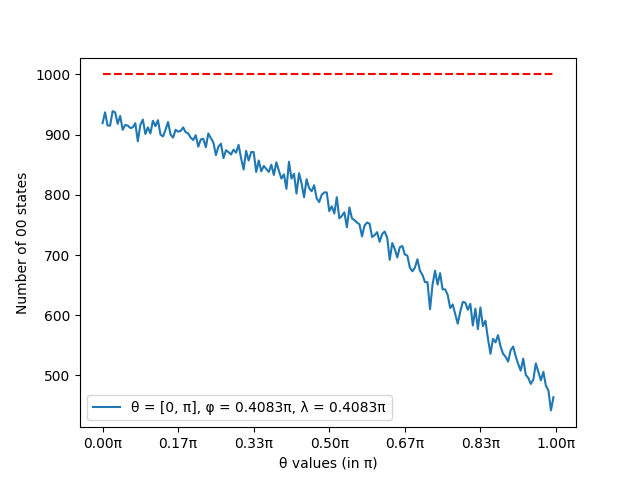 1000
900
800
700
600
500
Number of 00 states
θ = [0, π], φ = 0.4083π, λ = 0.4083π
0.00π 0.17π 0.33π 0.50π 0.67π 0.83π 1.00π
θ values (in π)